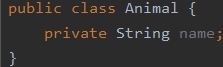 public class Animal {
    private String name;
}